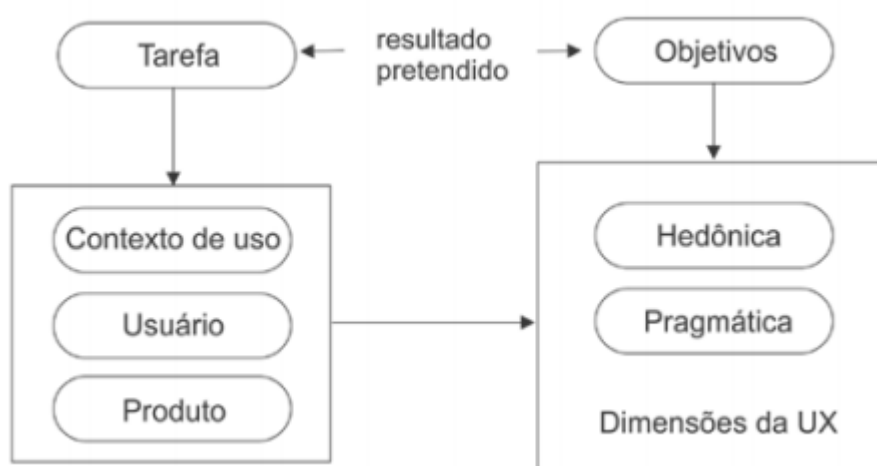 Tarefa
resultado
pretendido
Objetivos
Contexto de uso
Usuário
Produto
Hedônica
Pragmática
Dimensões da UX